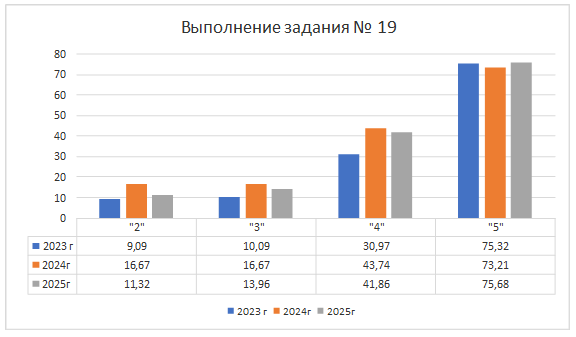 Выполнение задания № 19
80
70
60
50
40
30
20
10
0
"2" "3" "4" "5"
2023 г 9,09 10,09 30,97 75,32
2024г 16,67 16,67 43,74 73,21
2025г 11,32 13,96 41,86 75,68
2023 г 2024г 2025г